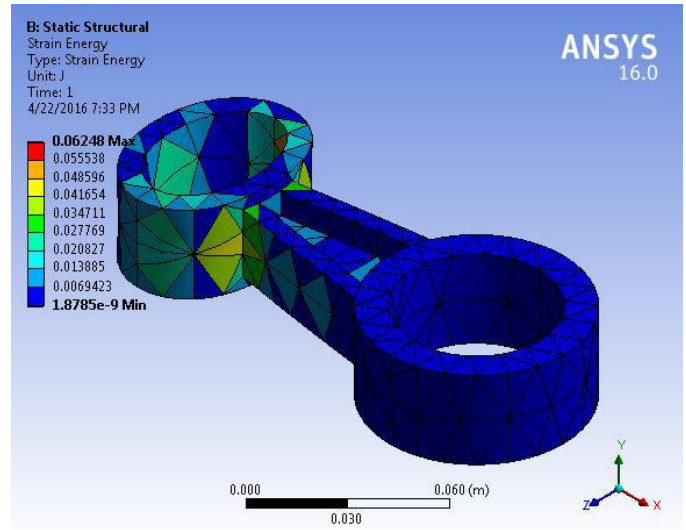 B: Static Structural
Strain Energy
Type: Strain Energy
Unit: J
Time: 1
4/22/2016 7:33 PM
ANSYS
16.0
0.06248 Max
0.055538
0.048596
0.041654
0.034711
0.027769
0.020827
0.013885
0.0069423
1.8785e-9 Min
0.000
0.060 (m)
0.030
Y
Z
X